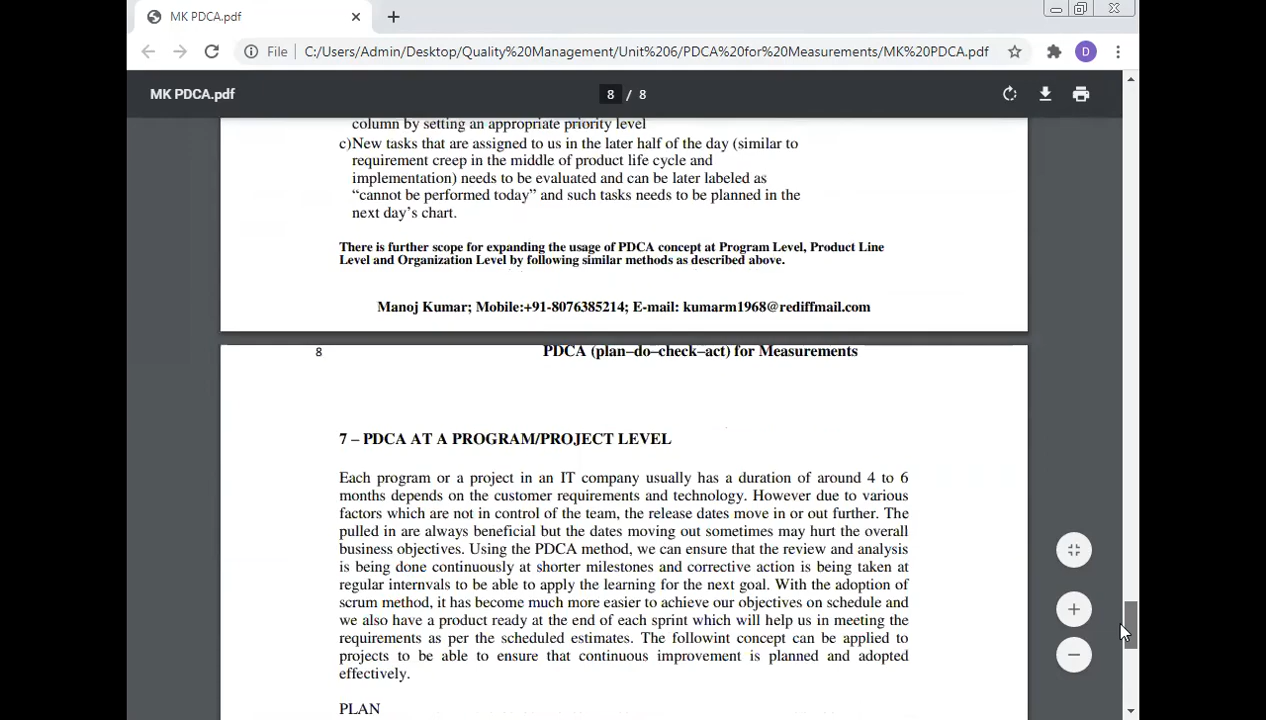 MK PDCA.pdf
File C:/Users/Admin/Desktop/Quality%20Management/Unit%206/PDCA%20for%20Measurements/MK%20PDCA.pdf
D
MK PDCA.pdf
8 / 8
column by setting an appropriate priority level
c)New tasks that are assigned to us in the later half of the day (similar to
requirement creep in the middle of product life cycle and
implementation) needs to be evaluated and can be later labeled as
“cannot be performed today” and such tasks needs to be planned in the
next day’s chart.
There is further scope for expanding the usage of PDCA concept at Program Level, Product Line
Level and Organization Level by following similar methods as described above.
Manoj Kumar; Mobile:+91-8076385214; E-mail: kumarm1968@rediffmail.com
8 PDCA (plan–do–check–act) for Measurements
7 – PDCA AT A PROGRAM/PROJECT LEVEL
Each program or a project in an IT company usually has a duration of around 4 to 6
months depends on the customer requirements and technology. However due to various
factors which are not in control of the team, the release dates move in or out further. The
pulled in are always beneficial but the dates moving out sometimes may hurt the overall
business objectives. Using the PDCA method, we can ensure that the review and analysis
is being done continuously at shorter milestones and corrective action is being taken at
regular internvals to be able to apply the learning for the next goal. With the adoption of
scrum method, it has become much more easier to achieve our objectives on schedule and
we also have a product ready at the end of each sprint which will help us in meeting the
requirements as per the scheduled estimates. The followint concept can be applied to
projects to be able to ensure that continuous improvement is planned and adopted
effectively.
PLAN